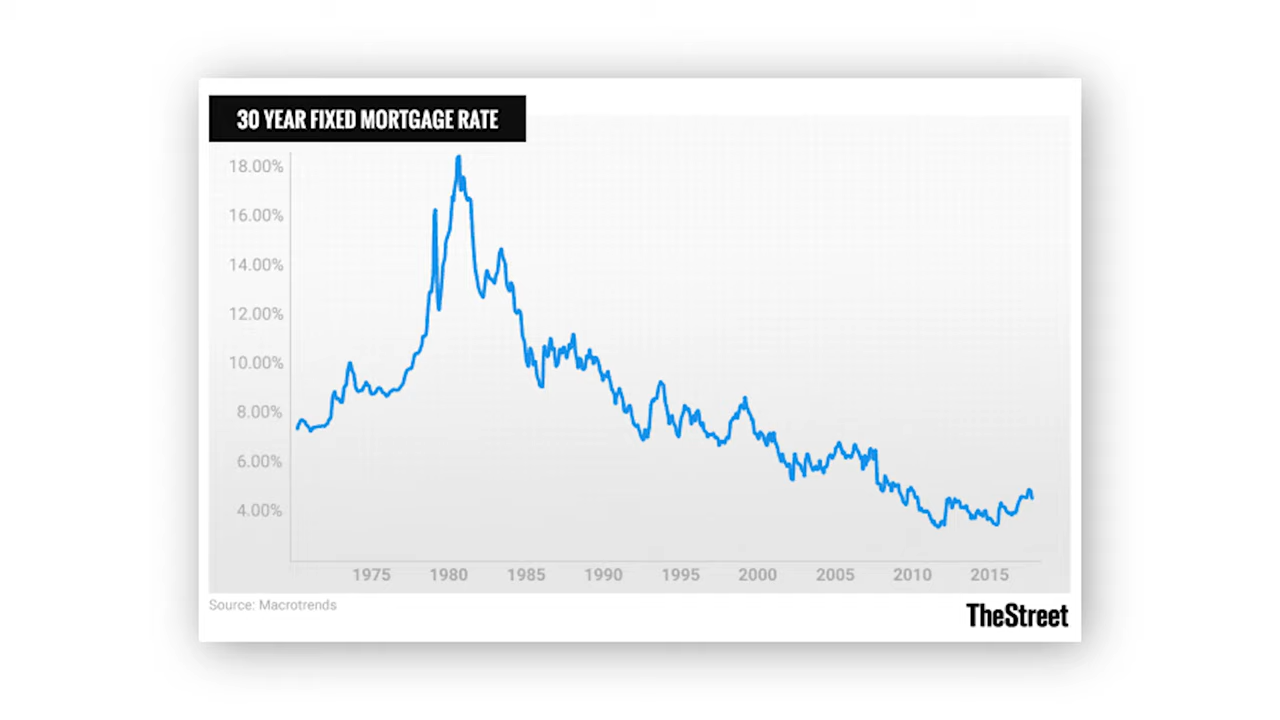 30 YEAR FIXED MORTGAGE RATE
18.00%
16.00%
14.00%
12.00%
10.00%
8.00%
6.00%
4.00%
1975 1980 1985 1990 1995 2000 2005 2010 2015
Source: Macrotrends
TheStreet